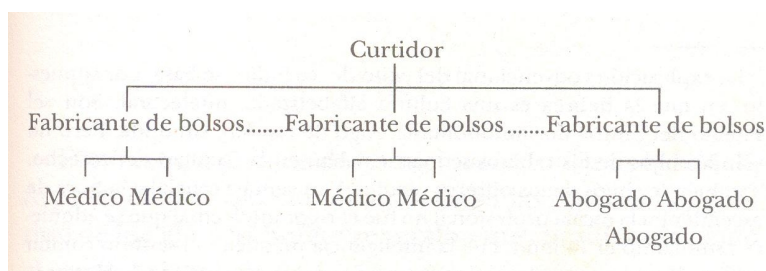 Curtidor
Fabricante de bolsos.......Fabricante de bolsos.......Fabricante de bolsos
Médico Médico Médico Médico Abogado Abogado
Abogado